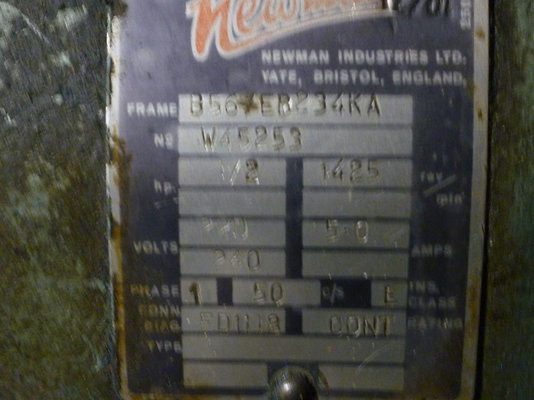 Newman
NEWMAN INDUSTRIES LTD.
YATE, BRISTOL, ENGLAND.
FRAME B56 EB234KA
No W45253
hp. 1/2 1425 rev/min
VOLTS 5·0 AMPS
240
PHASE 1 50 c/s E INS. CLASS
CONN DIAG CONT RATING
TYPE